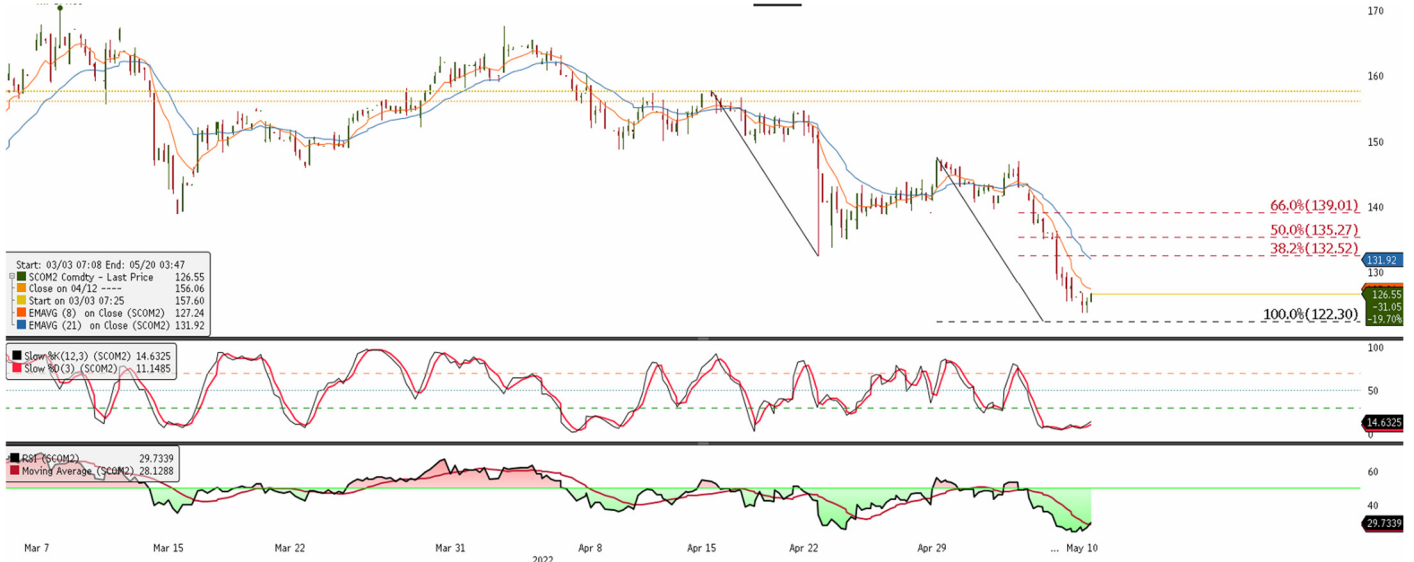 170
160
150
140
130
66.0%(139.01)
50.0%(135.27)
38.2%(132.52)
100.0%(122.30)
131.92
126.55
-31.05
-19.70%
Start: 03/03 07:08 End: 05/20 03:47
SCOM2 Comdty - Last Price 126.55
Close on 04/12 ---- 156.06
Start on 03/03 07:25 157.60
EMAVG (8) on Close (SCOM2) 127.24
EMAVG (21) on Close (SCOM2) 131.92
Slow %K(12,3) (SCOM2) 14.6325
Slow %D(3) (SCOM2) 11.1485
100
50
14.6325
0
RSI (SCOM2) 29.7339
Moving Average (SCOM2) 28.1288
60
40
29.7339
Mar 7 Mar 15 Mar 22 Mar 31 Apr 8 Apr 15 Apr 22 Apr 29 ... May 10
2022